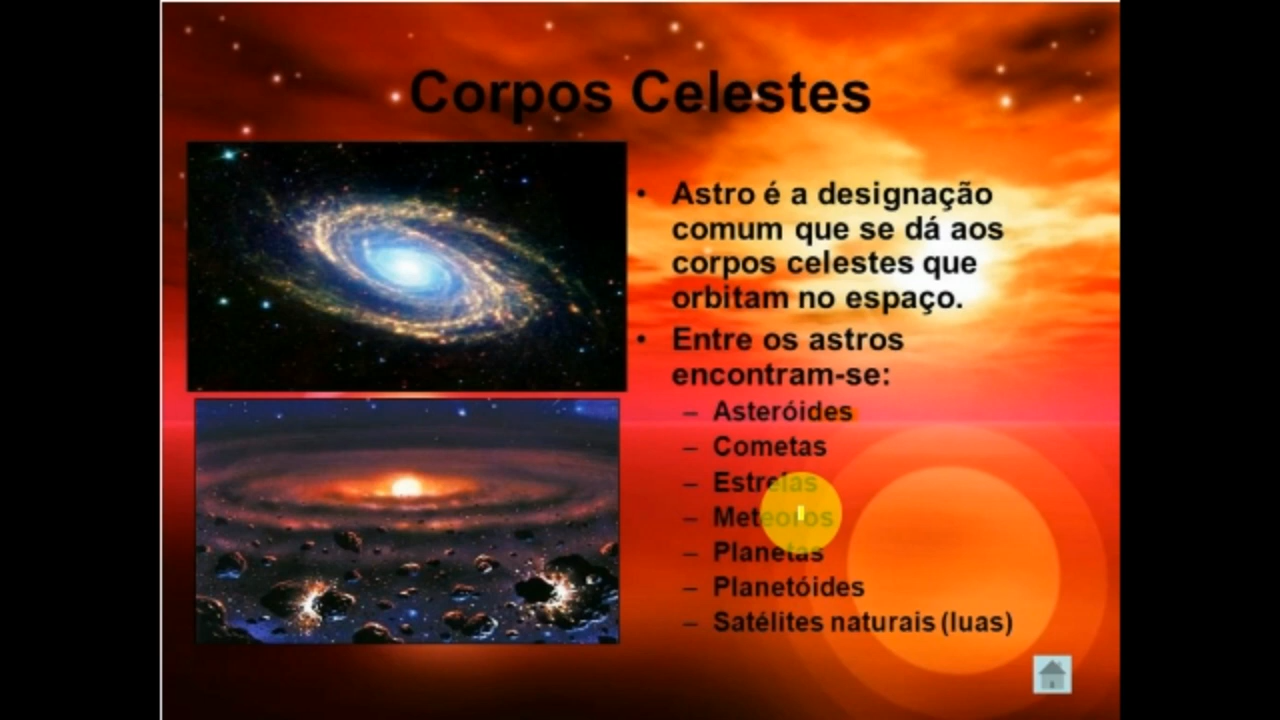 Corpos Celestes
• Astro é a designação
comum que se dá aos
corpos celestes que
orbitam no espaço.
• Entre os astros
encontram-se:
– Asteróides
– Cometas
– Estrelas
– Meteoros
– Planetas
– Planetóides
– Satélites naturais (luas)